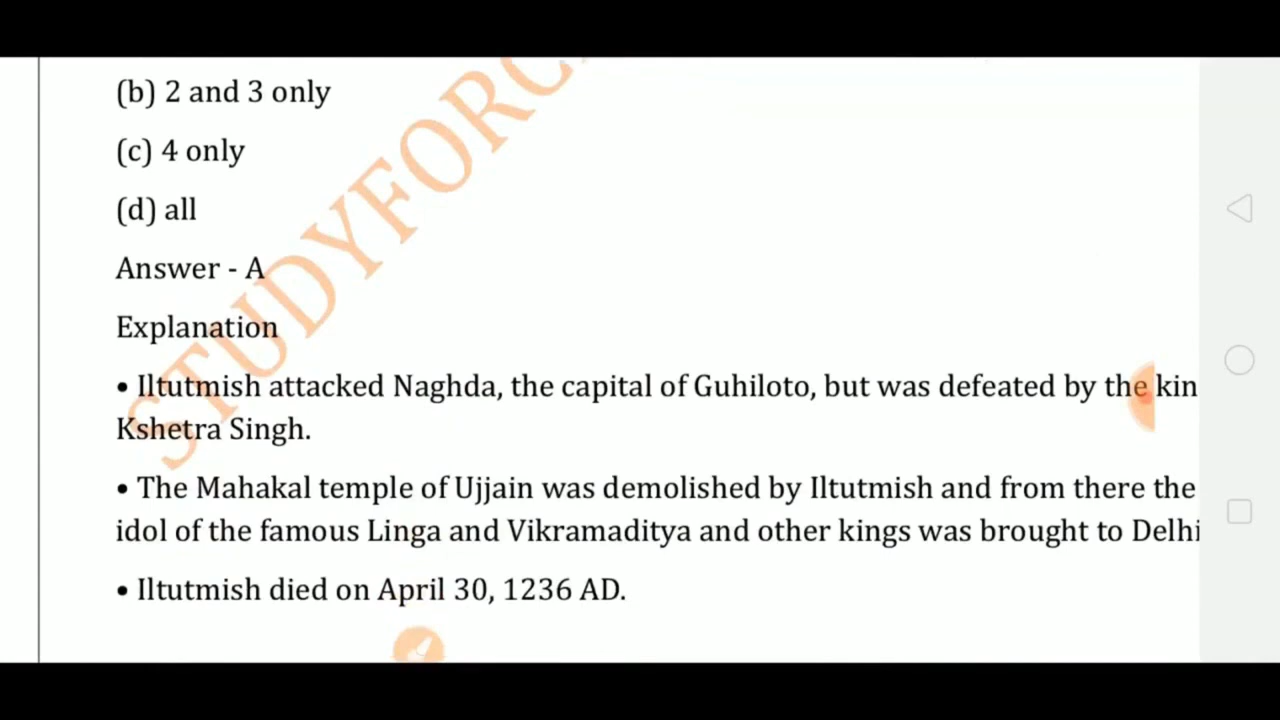 (b) 2 and 3 only
(c) 4 only
(d) all
Answer - A
Explanation
• Iltutmish attacked Naghda, the capital of Guhiloto, but was defeated by the kin
Kshetra Singh.
• The Mahakal temple of Ujjain was demolished by Iltutmish and from there the
idol of the famous Linga and Vikramaditya and other kings was brought to Delhi
• Iltutmish died on April 30, 1236 AD.
STUDYFORC